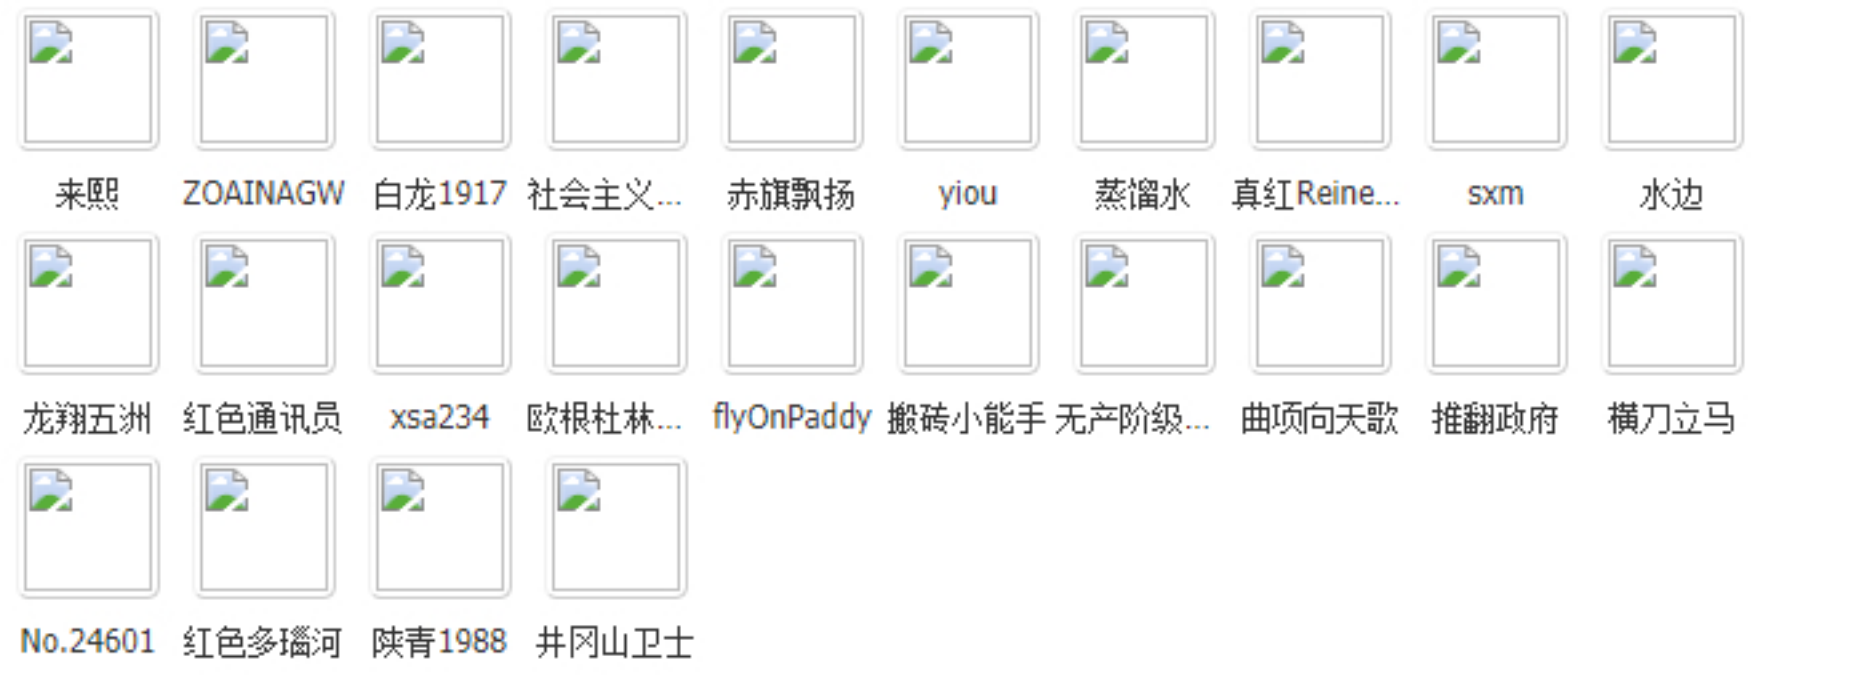 来熙 ZOAINAGW 白龙1917 社会主义... 赤旗飘扬 yiou 蒸馏水 真红Reine... sxm 水边
龙翔五洲 红色通讯员 xsa234 欧根杜林... flyOnPaddy 搬砖小能手 无产阶级... 曲项向天歌 推翻政府 横刀立马
No.24601 红色多瑙河 陕青1988 井冈山卫士